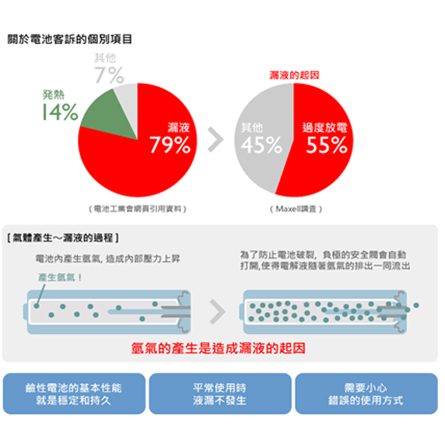 關於電池客訴的個別項目
其他
7%
發熱
14%
漏液
79%
(電池工業會網頁引用資料)
漏液的起因
其他
45%
過度放電
55%
(Maxell調查)
[氣體產生～漏液的過程]
電池內產生氫氣, 造成內部壓力上昇
產生氫氣！
為了防止電池破裂, 負極的安全閥會自動
打開,使得電解液隨著氫氣的排出一同流出
氫氣的產生是造成漏液的起因
鹼性電池的基本性能
就是穩定和持久
平常使用時
液漏不發生
需要小心
錯誤的使用方式